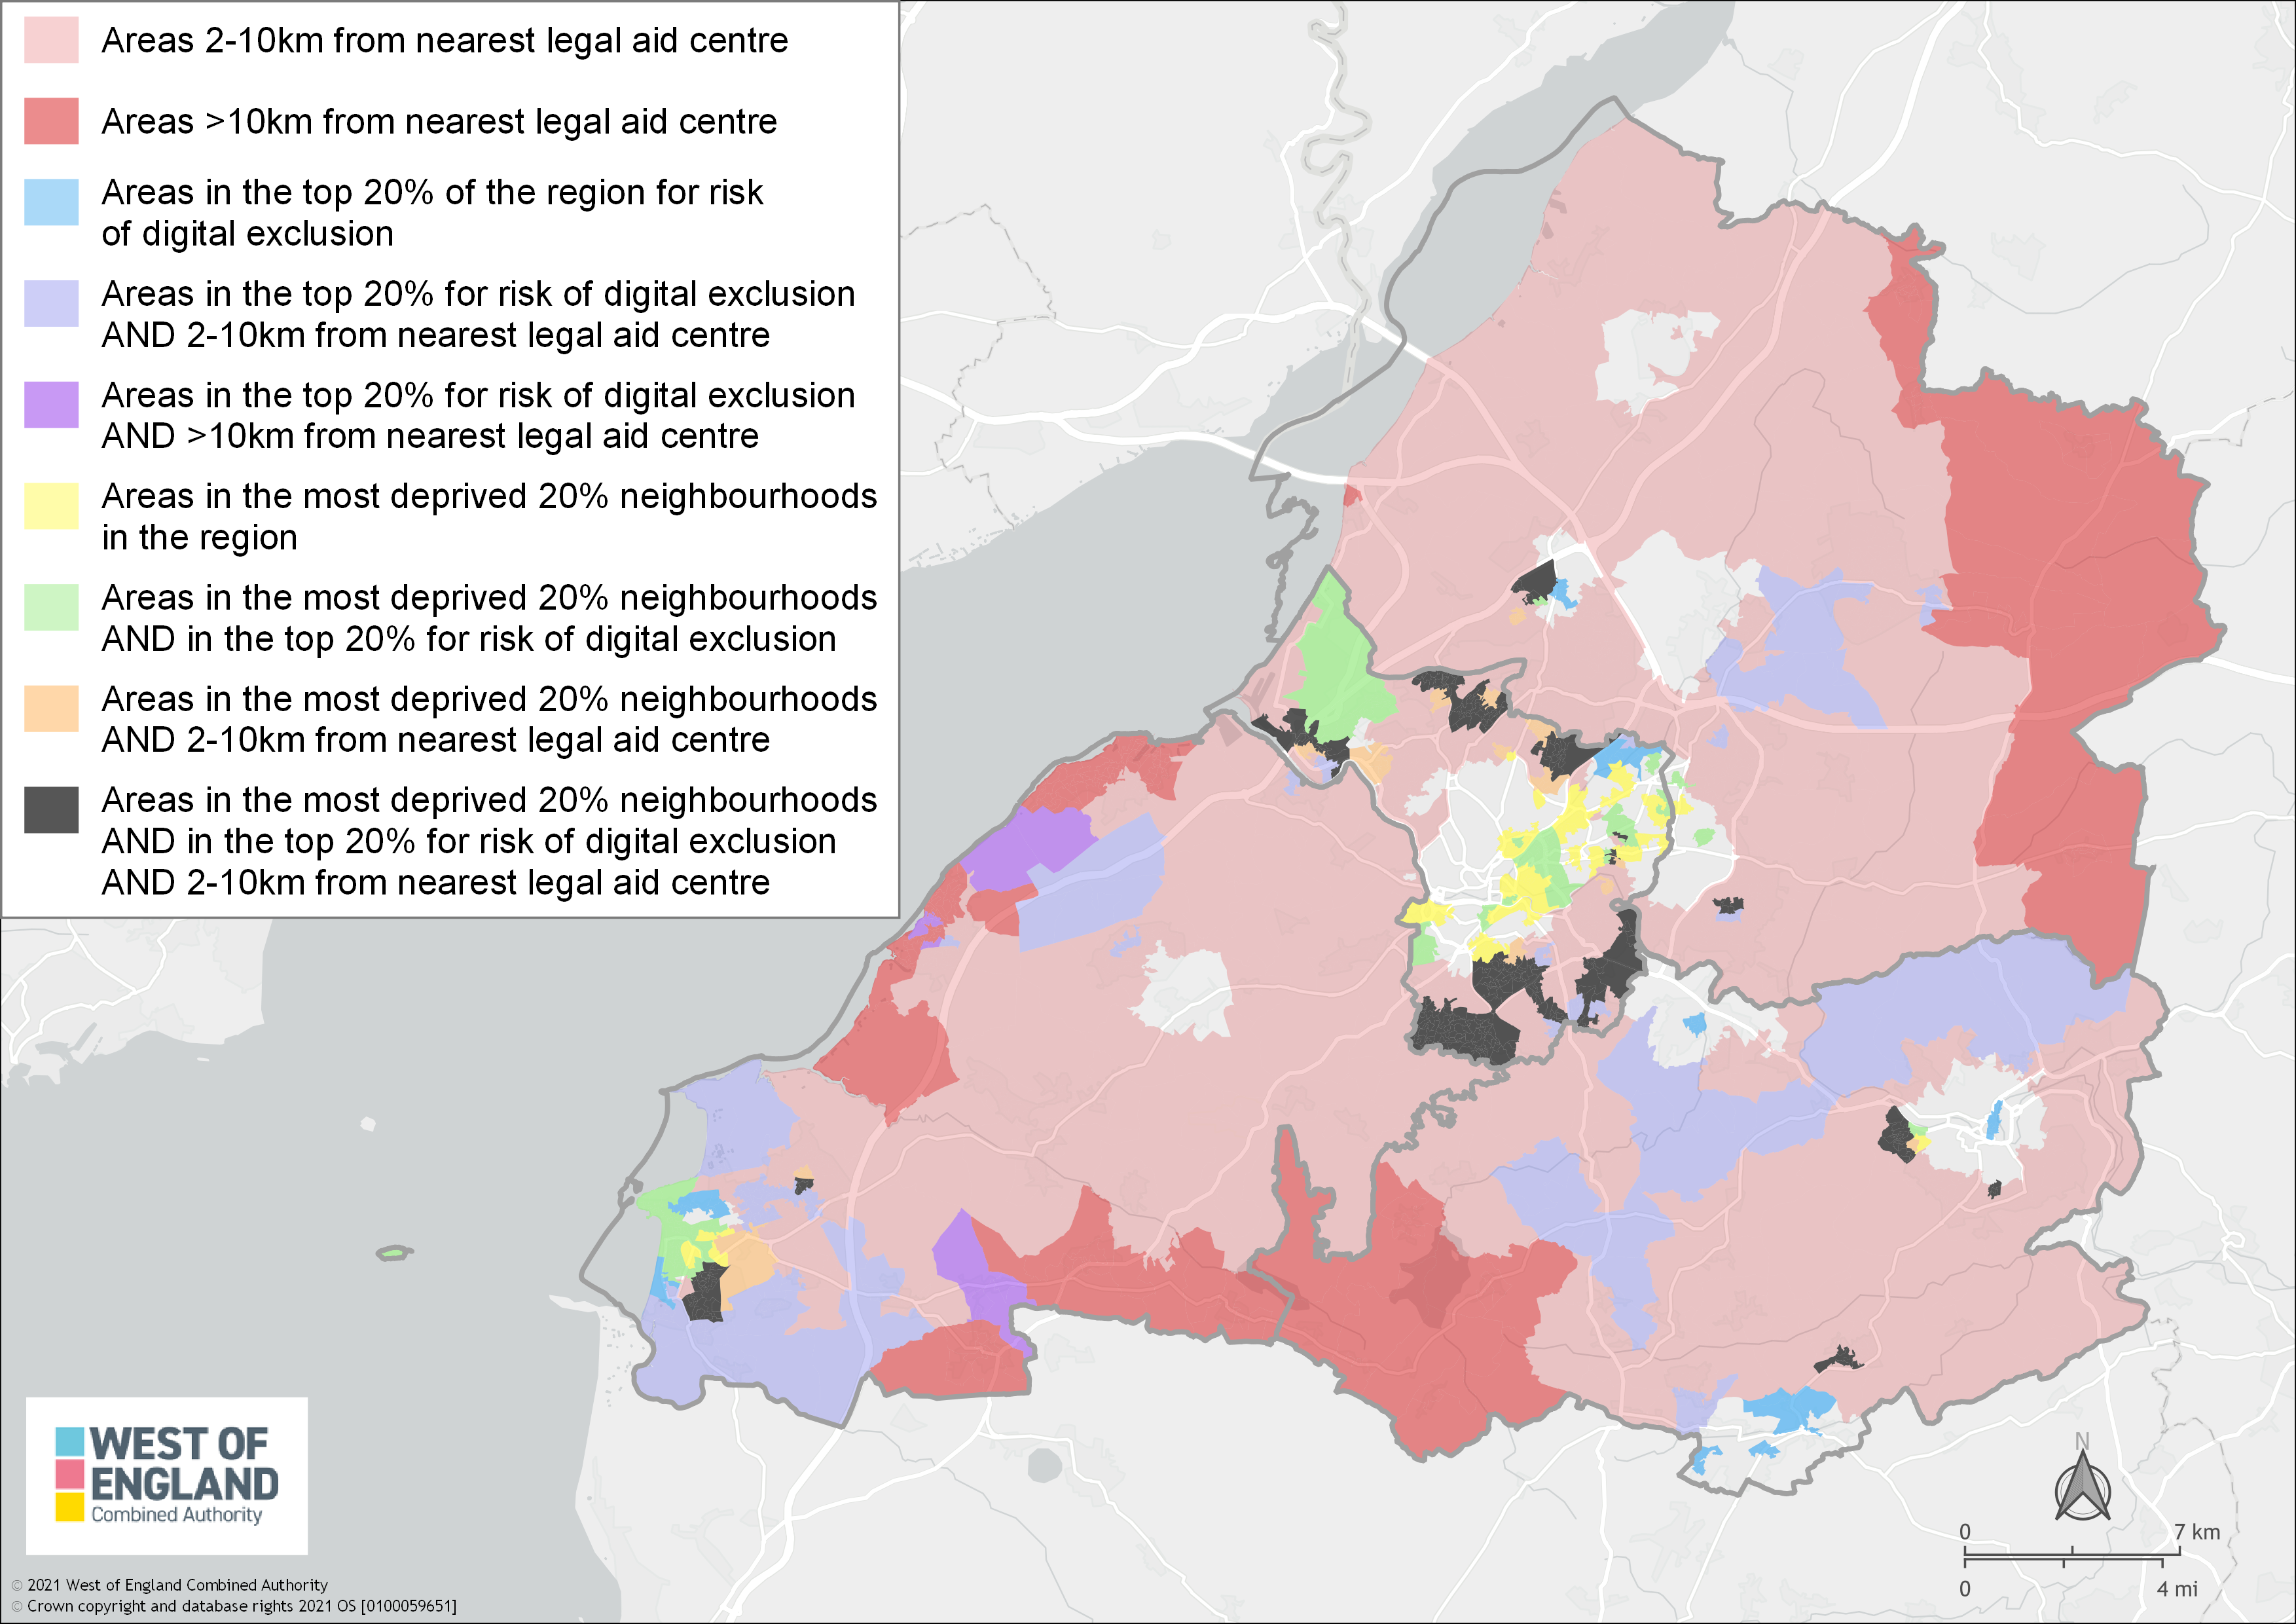 Areas 2-10km from nearest legal aid centre
Areas >10km from nearest legal aid centre
Areas in the top 20% of the region for risk
of digital exclusion
Areas in the top 20% for risk of digital exclusion
AND 2-10km from nearest legal aid centre
Areas in the top 20% for risk of digital exclusion
AND >10km from nearest legal aid centre
Areas in the most deprived 20% neighbourhoods
in the region
Areas in the most deprived 20% neighbourhoods
AND in the top 20% for risk of digital exclusion
Areas in the most deprived 20% neighbourhoods
AND 2-10km from nearest legal aid centre
Areas in the most deprived 20% neighbourhoods
AND in the top 20% for risk of digital exclusion
AND 2-10km from nearest legal aid centre
WEST OF
ENGLAND
Combined Authority
N
0 7 km
0 4 mi
© 2021 West of England Combined Authority
© Crown copyright and database rights 2021 OS [0100059651]